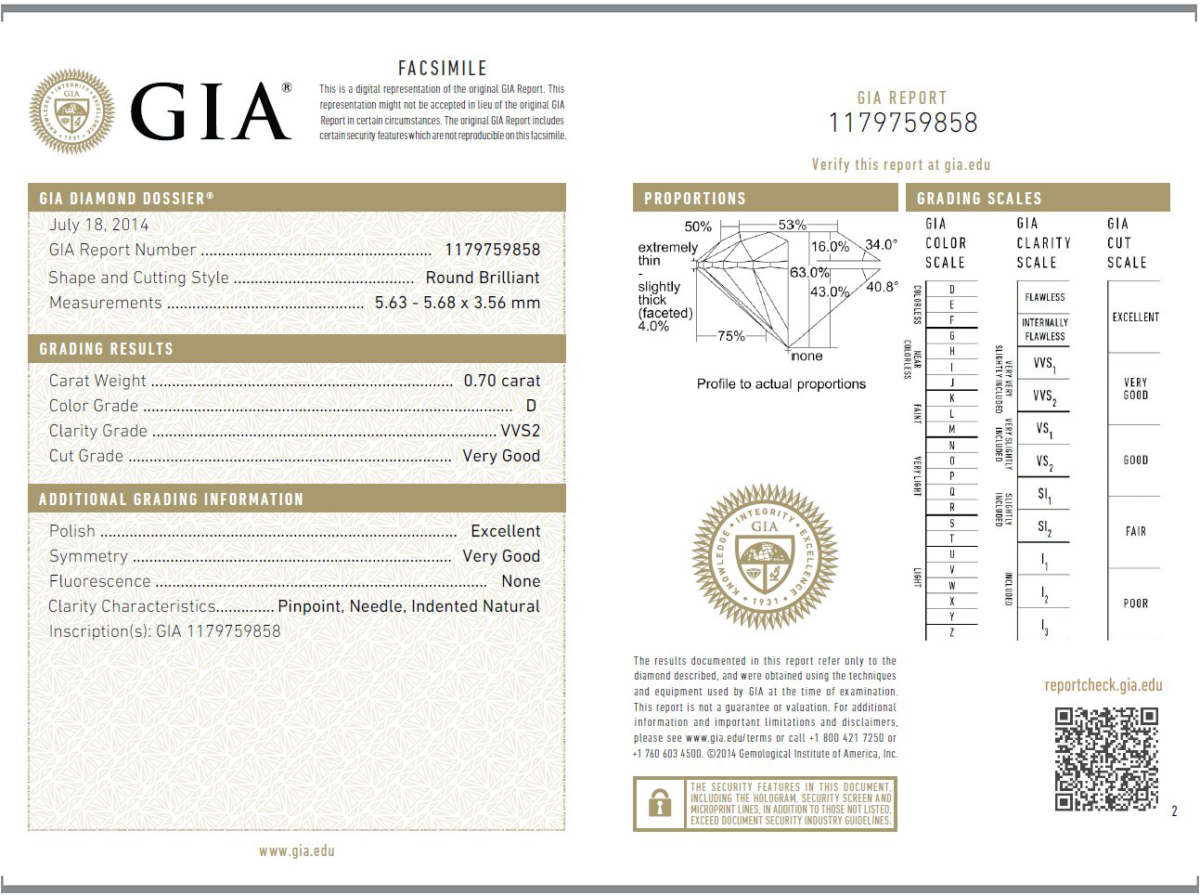 FACSIMILE
This is a digital representation of the original GIA Report. This
representation might not be accepted in lieu of the original GIA
Report in certain circumstances. The original GIA Report includes
certain security features which are not reproducible on this facsimile.
KNOWLEDGE • INTEGRITY • EXCELLENCE
GIA
• 1931 •
GIA®
GIA DIAMOND DOSSIER®
July 18, 2014
GIA Report Number ........ 1179759858
Shape and Cutting Style ........ Round Brilliant
Measurements ........ 5.63 - 5.68 x 3.56 mm
GRADING RESULTS
Carat Weight ........ 0.70 carat
Color Grade ........ D
Clarity Grade ........ VVS2
Cut Grade ........ Very Good
ADDITIONAL GRADING INFORMATION
Polish ........ Excellent
Symmetry ........ Very Good
Fluorescence ........ None
Clarity Characteristics........ Pinpoint, Needle, Indented Natural
Inscription(s): GIA 1179759858
www.gia.edu
GIA REPORT
1179759858
Verify this report at gia.edu
PROPORTIONS
50%
53%
extremely
thin
-
slightly
thick
(faceted)
4.0%
16.0%
34.0°
63.0%
43.0%
40.8°
75%
none
Profile to actual proportions
KNOWLEDGE • INTEGRITY • EXCELLENCE
GIA
• 1931 •
The results documented in this report refer only to the
diamond described, and were obtained using the techniques
and equipment used by GIA at the time of examination.
This report is not a guarantee or valuation. For additional
information and important limitations and disclaimers,
please see www.gia.edu/terms or call +1 800 421 7250 or
+1 760 603 4500. ©2014 Gemological Institute of America, Inc.
THE SECURITY FEATURES IN THIS DOCUMENT,
INCLUDING THE HOLOGRAM, SECURITY SCREEN AND
MICROPRINT LINES, IN ADDITION TO THOSE NOT LISTED,
EXCEED DOCUMENT SECURITY INDUSTRY GUIDELINES.
GRADING SCALES
GIA
COLOR
SCALE
COLORLESS
D
E
F
NEAR
COLORLESS
G
H
I
J
FAINT
K
L
M
VERY LIGHT
N
O
P
Q
R
LIGHT
S
T
U
V
W
X
Y
Z
GIA
CLARITY
SCALE
FLAWLESS
INTERNALLY
FLAWLESS
VERY VERY
SLIGHTLY INCLUDED
VVS1
VVS2
VERY SLIGHTLY
INCLUDED
VS1
VS2
SLIGHTLY
INCLUDED
SI1
SI2
INCLUDED
I1
I2
I3
GIA
CUT
SCALE
EXCELLENT
VERY
GOOD
GOOD
FAIR
POOR
reportcheck.gia.edu
2